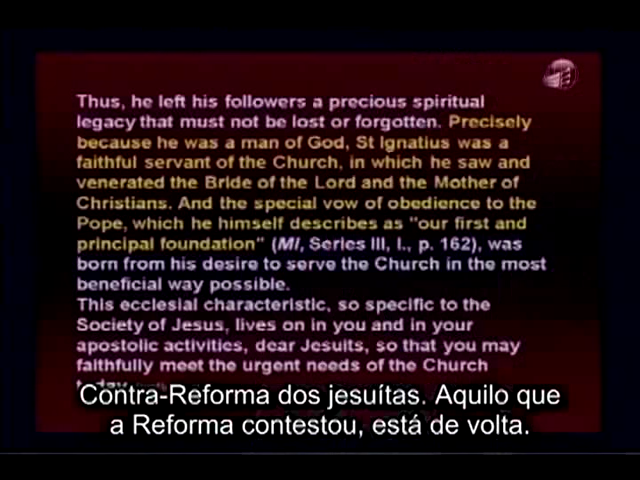 Thus, he left his followers a precious spiritual
legacy that must not be lost or forgotten. Precisely
because he was a man of God, St Ignatius was a
faithful servant of the Church, in which he saw and
venerated the Bride of the Lord and the Mother of
Christians. And the special vow of obedience to the
Pope, which he himself describes as "our first and
principal foundation" (MI, Series III, I., p. 162), was
born from his desire to serve the Church in the most
beneficial way possible.
This ecclesial characteristic, so specific to the
Society of Jesus, lives on in you and in your
apostolic activities, dear Jesuits, so that you may
faithfully meet the urgent needs of the Church
Contra-Reforma dos jesuítas. Aquilo que
a Reforma contestou, está de volta.